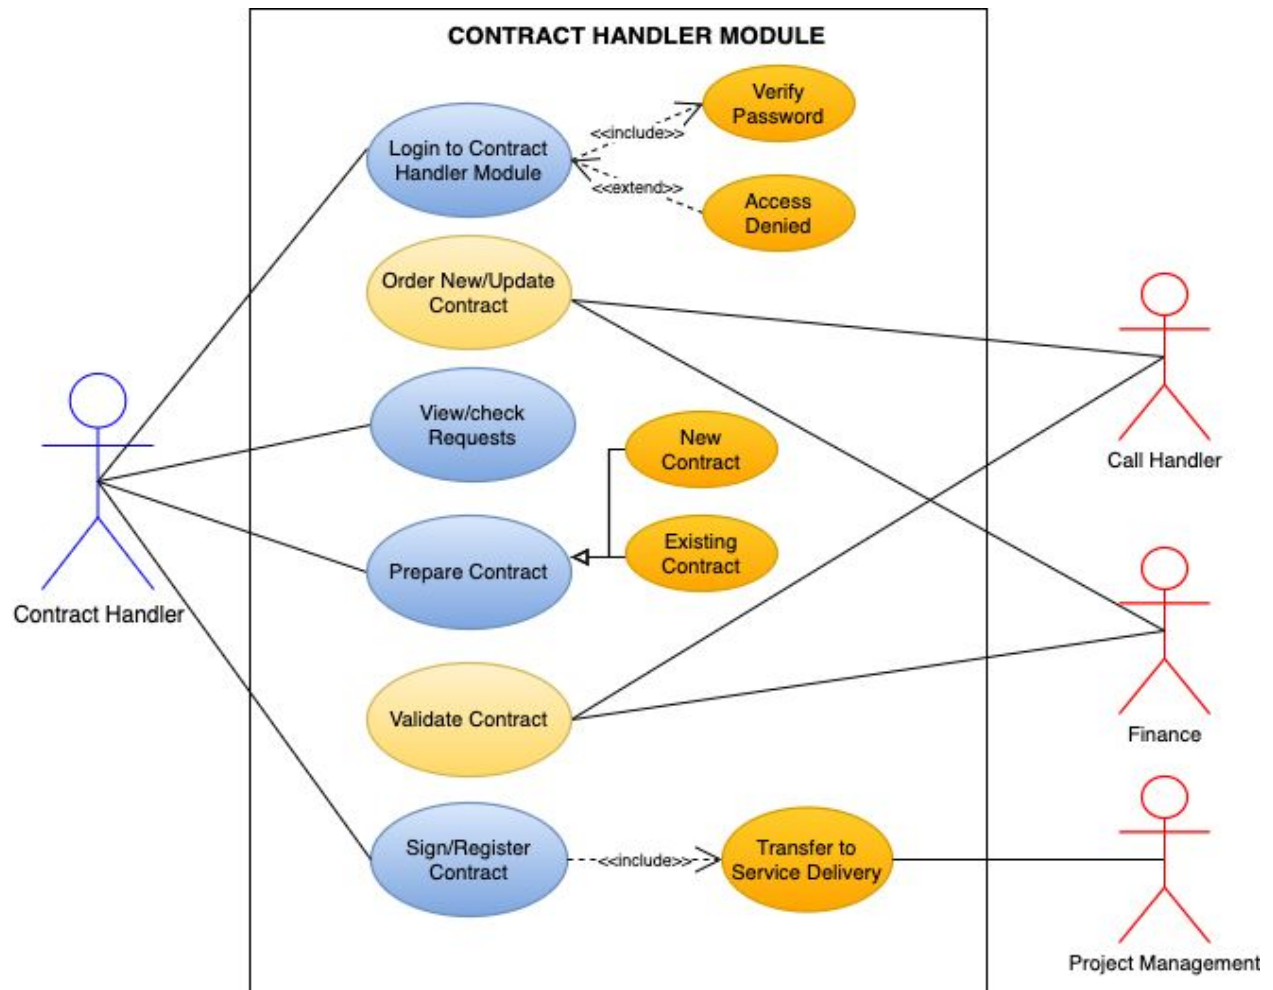 CONTRACT HANDLER MODULE
Verify
Password
Login to Contract
Handler Module
<<include>>
<<extend>>
Access
Denied
Order New/Update
Contract
View/check
Requests
New
Contract
Call Handler
Prepare Contract
Existing
Contract
Contract Handler
Validate Contract
Finance
Sign/Register
Contract
<<include>>
Transfer to
Service Delivery
Project Management